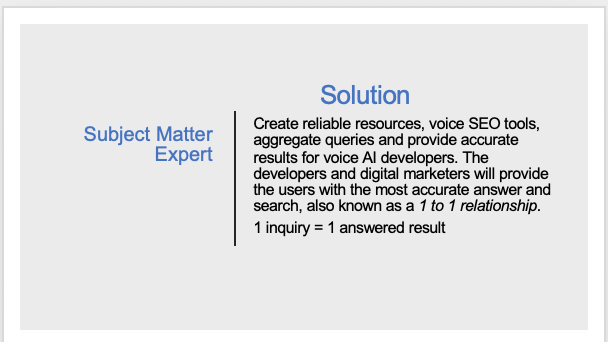 Solution
Subject Matter
Expert
Create reliable resources, voice SEO tools,
aggregate queries and provide accurate
results for voice AI developers. The
developers and digital marketers will provide
the users with the most accurate answer and
search, also known as a 1 to 1 relationship.
1 inquiry = 1 answered result